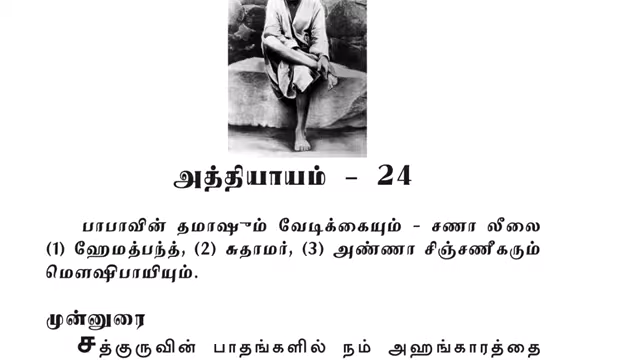 அத்தியாயம் - 24
பாபாவின் தமாஷும் வேடிக்கையும் - சணா லீலை
(1) ஹேமத்பந்த், (2) சுதாமர், (3) அண்ணா சிஞ்சணீகரும்
மௌஷிபாயியும்.
முன்னுரை
சத்குருவின் பாதங்களில் நம் அஹங்காரத்தை